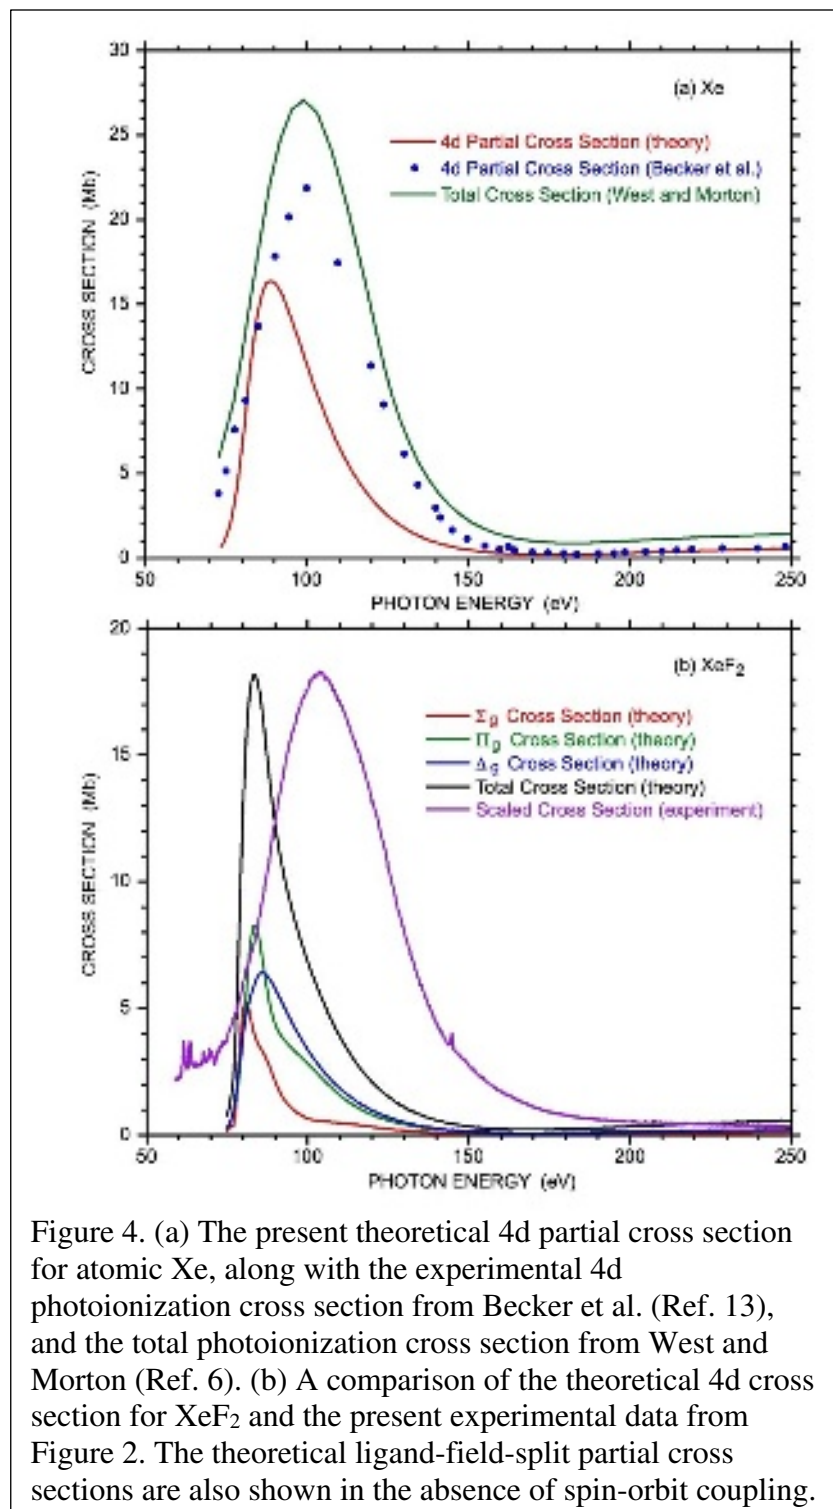 30
25
20
15
10
5
0
CROSS SECTION (Mb)
(a) Xe
4d Partial Cross Section (theory)
4d Partial Cross Section (Becker et al.)
Total Cross Section (West and Morton)
50 100 150 200 250
PHOTON ENERGY (eV)
20
15
10
5
0
CROSS SECTION (Mb)
(b) XeF₂
Σg Cross Section (theory)
Πg Cross Section (theory)
Δg Cross Section (theory)
Total Cross Section (theory)
Scaled Cross Section (experiment)
50 100 150 200 250
PHOTON ENERGY (eV)
Figure 4. (a) The present theoretical 4d partial cross section
for atomic Xe, along with the experimental 4d
photoionization cross section from Becker et al. (Ref. 13),
and the total photoionization cross section from West and
Morton (Ref. 6). (b) A comparison of the theoretical 4d cross
section for XeF₂ and the present experimental data from
Figure 2. The theoretical ligand-field-split partial cross
sections are also shown in the absence of spin-orbit coupling.